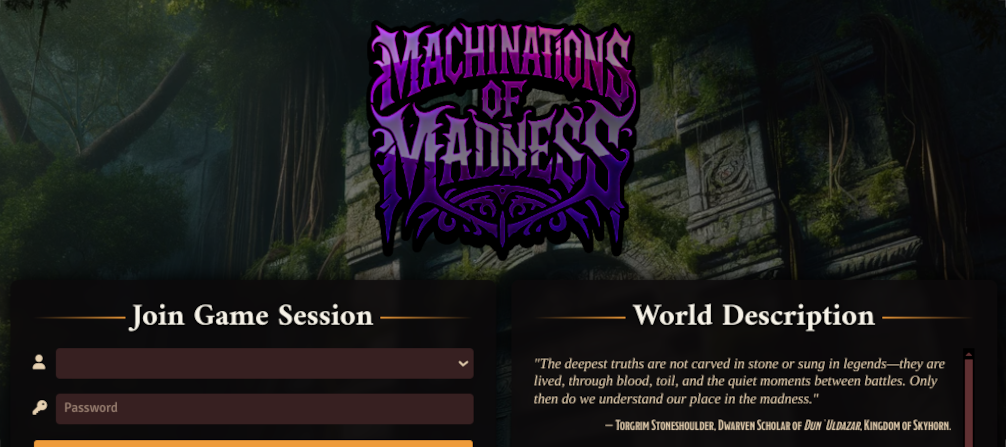 MACHINATIONS
OF
MADNESS
Join Game Session
Password
World Description
"The deepest truths are not carved in stone or sung in legends—they are
lived, through blood, toil, and the quiet moments between battles. Only
then do we understand our place in the madness."
– Torgrim Stoneshoulder, Dwarven Scholar of Dun 'Uldazar, Kingdom of Skyhorn.